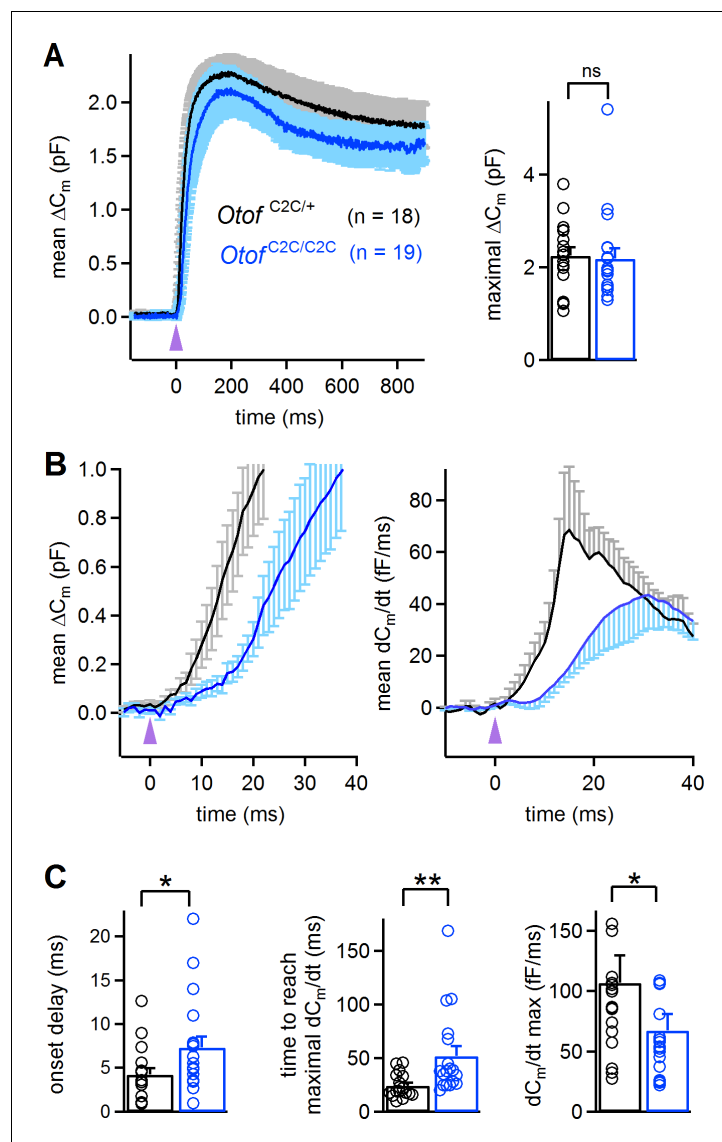 A
mean ΔCm (pF)
2.0
1.5
1.0
0.5
0.0
Otof C2C/+ (n = 18)
Otof C2C/C2C (n = 19)
0 200 400 600 800
time (ms)
ns
maximal ΔCm (pF)
4
2
0
B
mean ΔCm (pF)
1.0
0.8
0.6
0.4
0.2
0.0
0 10 20 30 40
time (ms)
mean dCm/dt (fF/ms)
80
60
40
20
0
0 20 40
time (ms)
C
*
onset delay (ms)
20
15
10
5
0
**
time to reach
maximal dCm/dt (ms)
150
100
50
0
*
dCm/dt max (fF/ms)
150
100
50
0